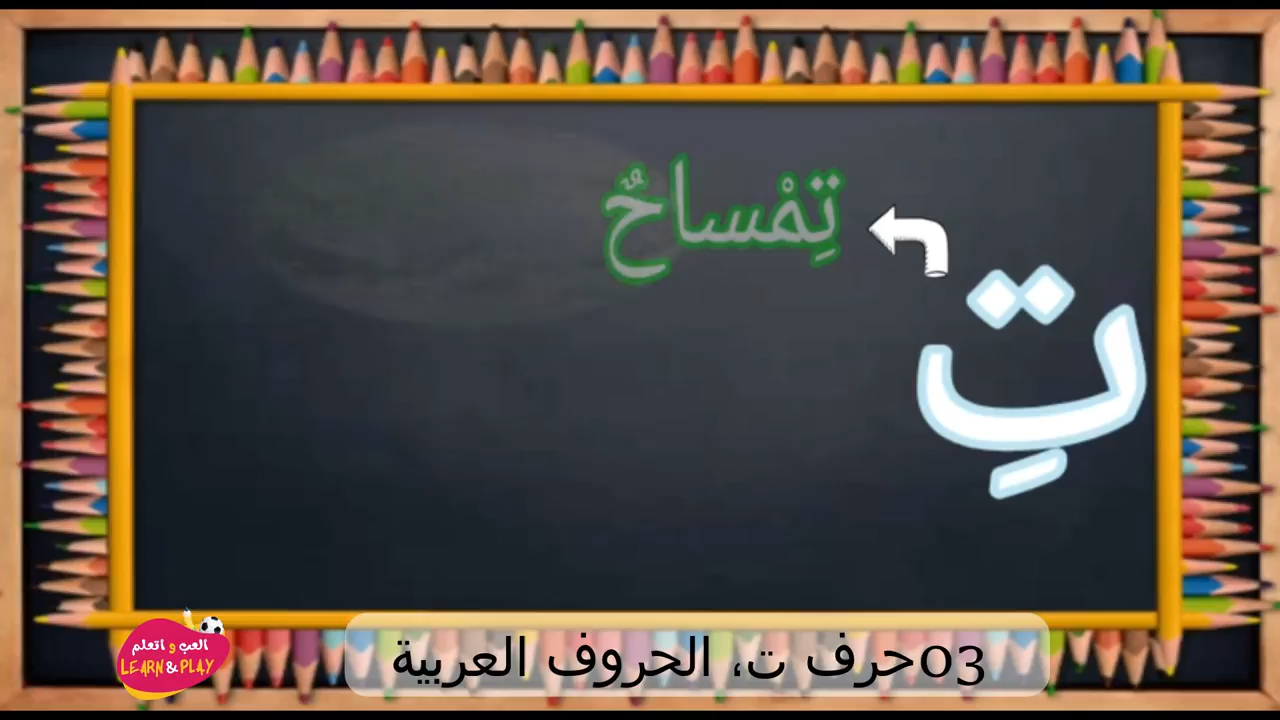 تِمْساحٌ
تِ
العب و اتعلم
LEARN & PLAY
03حرف ت، الحروف العربية